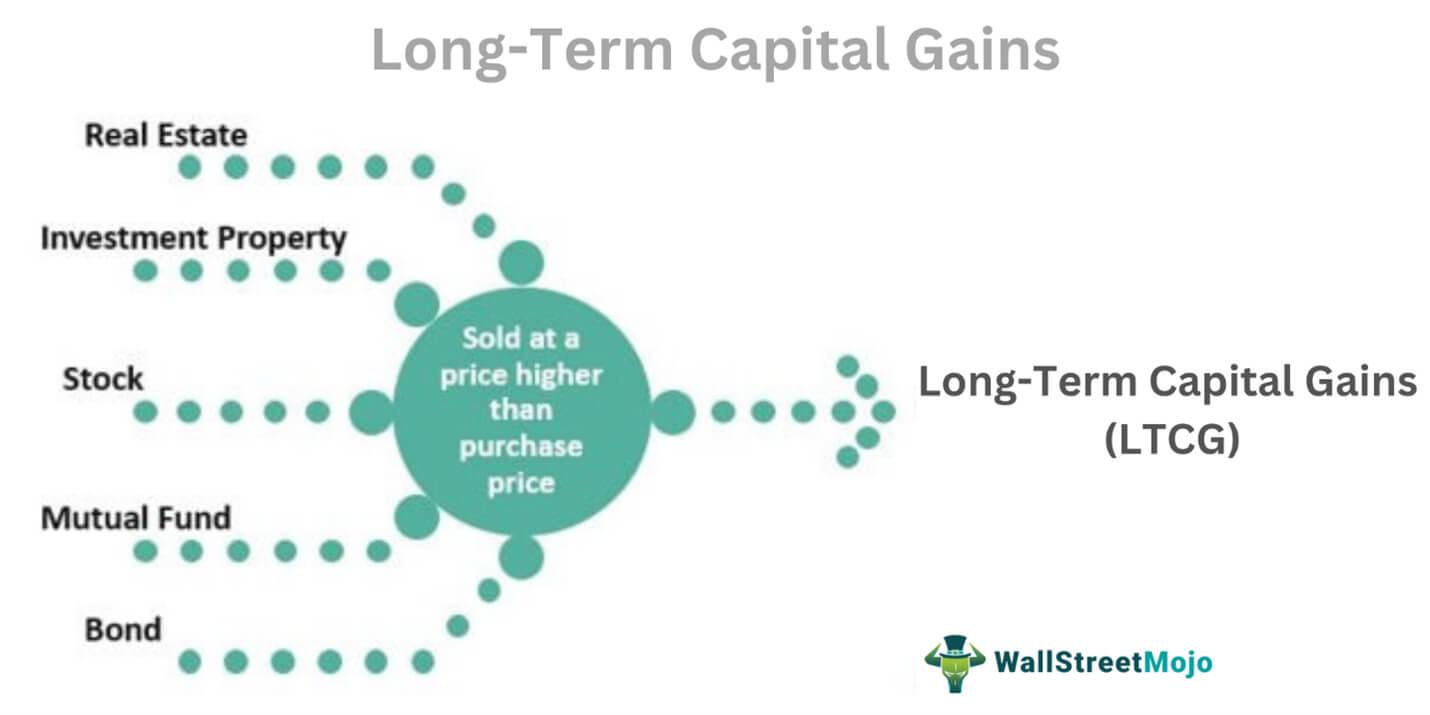 Long-Term Capital Gains
Real Estate
Investment Property
Stock
Mutual Fund
Bond
Sold at a
price higher
than
purchase
price
Long-Term Capital Gains
(LTCG)
WallStreetMojo